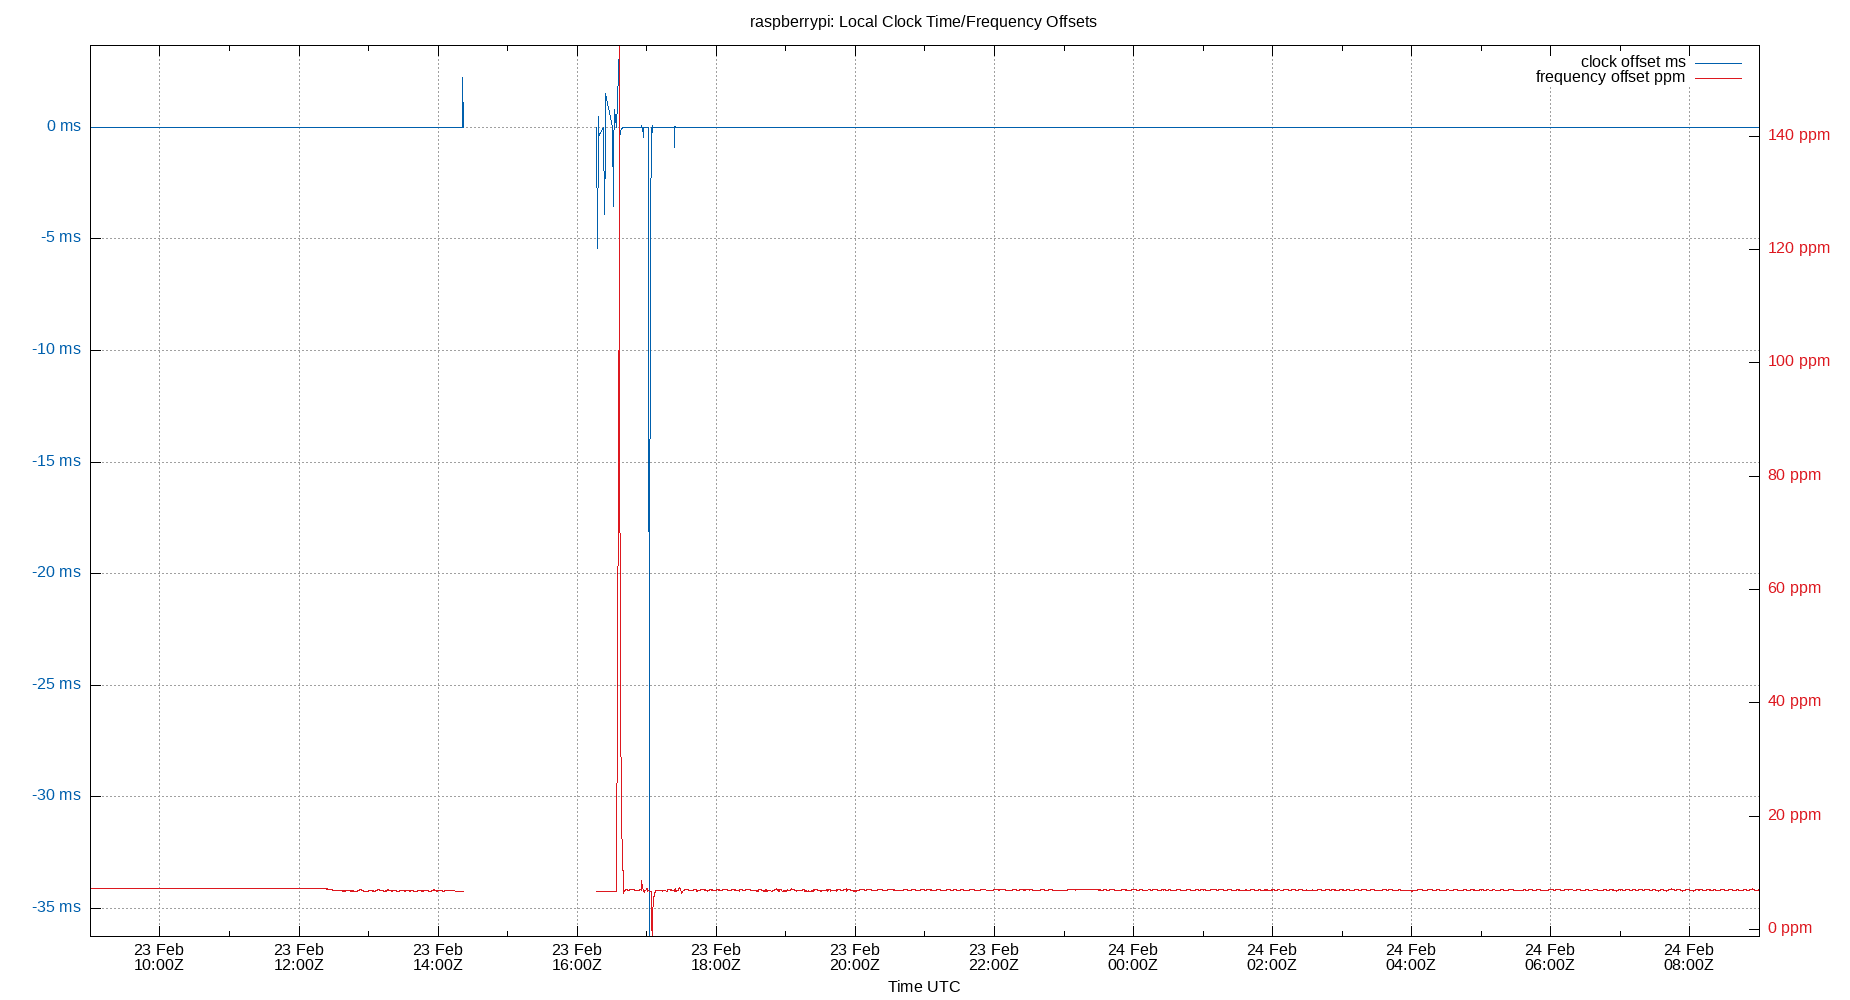 raspberrypi: Local Clock Time/Frequency Offsets
clock offset ms
frequency offset ppm
0 ms
-5 ms
-10 ms
-15 ms
-20 ms
-25 ms
-30 ms
-35 ms
140 ppm
120 ppm
100 ppm
80 ppm
60 ppm
40 ppm
20 ppm
0 ppm
23 Feb
10:00Z
23 Feb
12:00Z
23 Feb
14:00Z
23 Feb
16:00Z
23 Feb
18:00Z
23 Feb
20:00Z
23 Feb
22:00Z
24 Feb
00:00Z
24 Feb
02:00Z
24 Feb
04:00Z
24 Feb
06:00Z
24 Feb
08:00Z
Time UTC